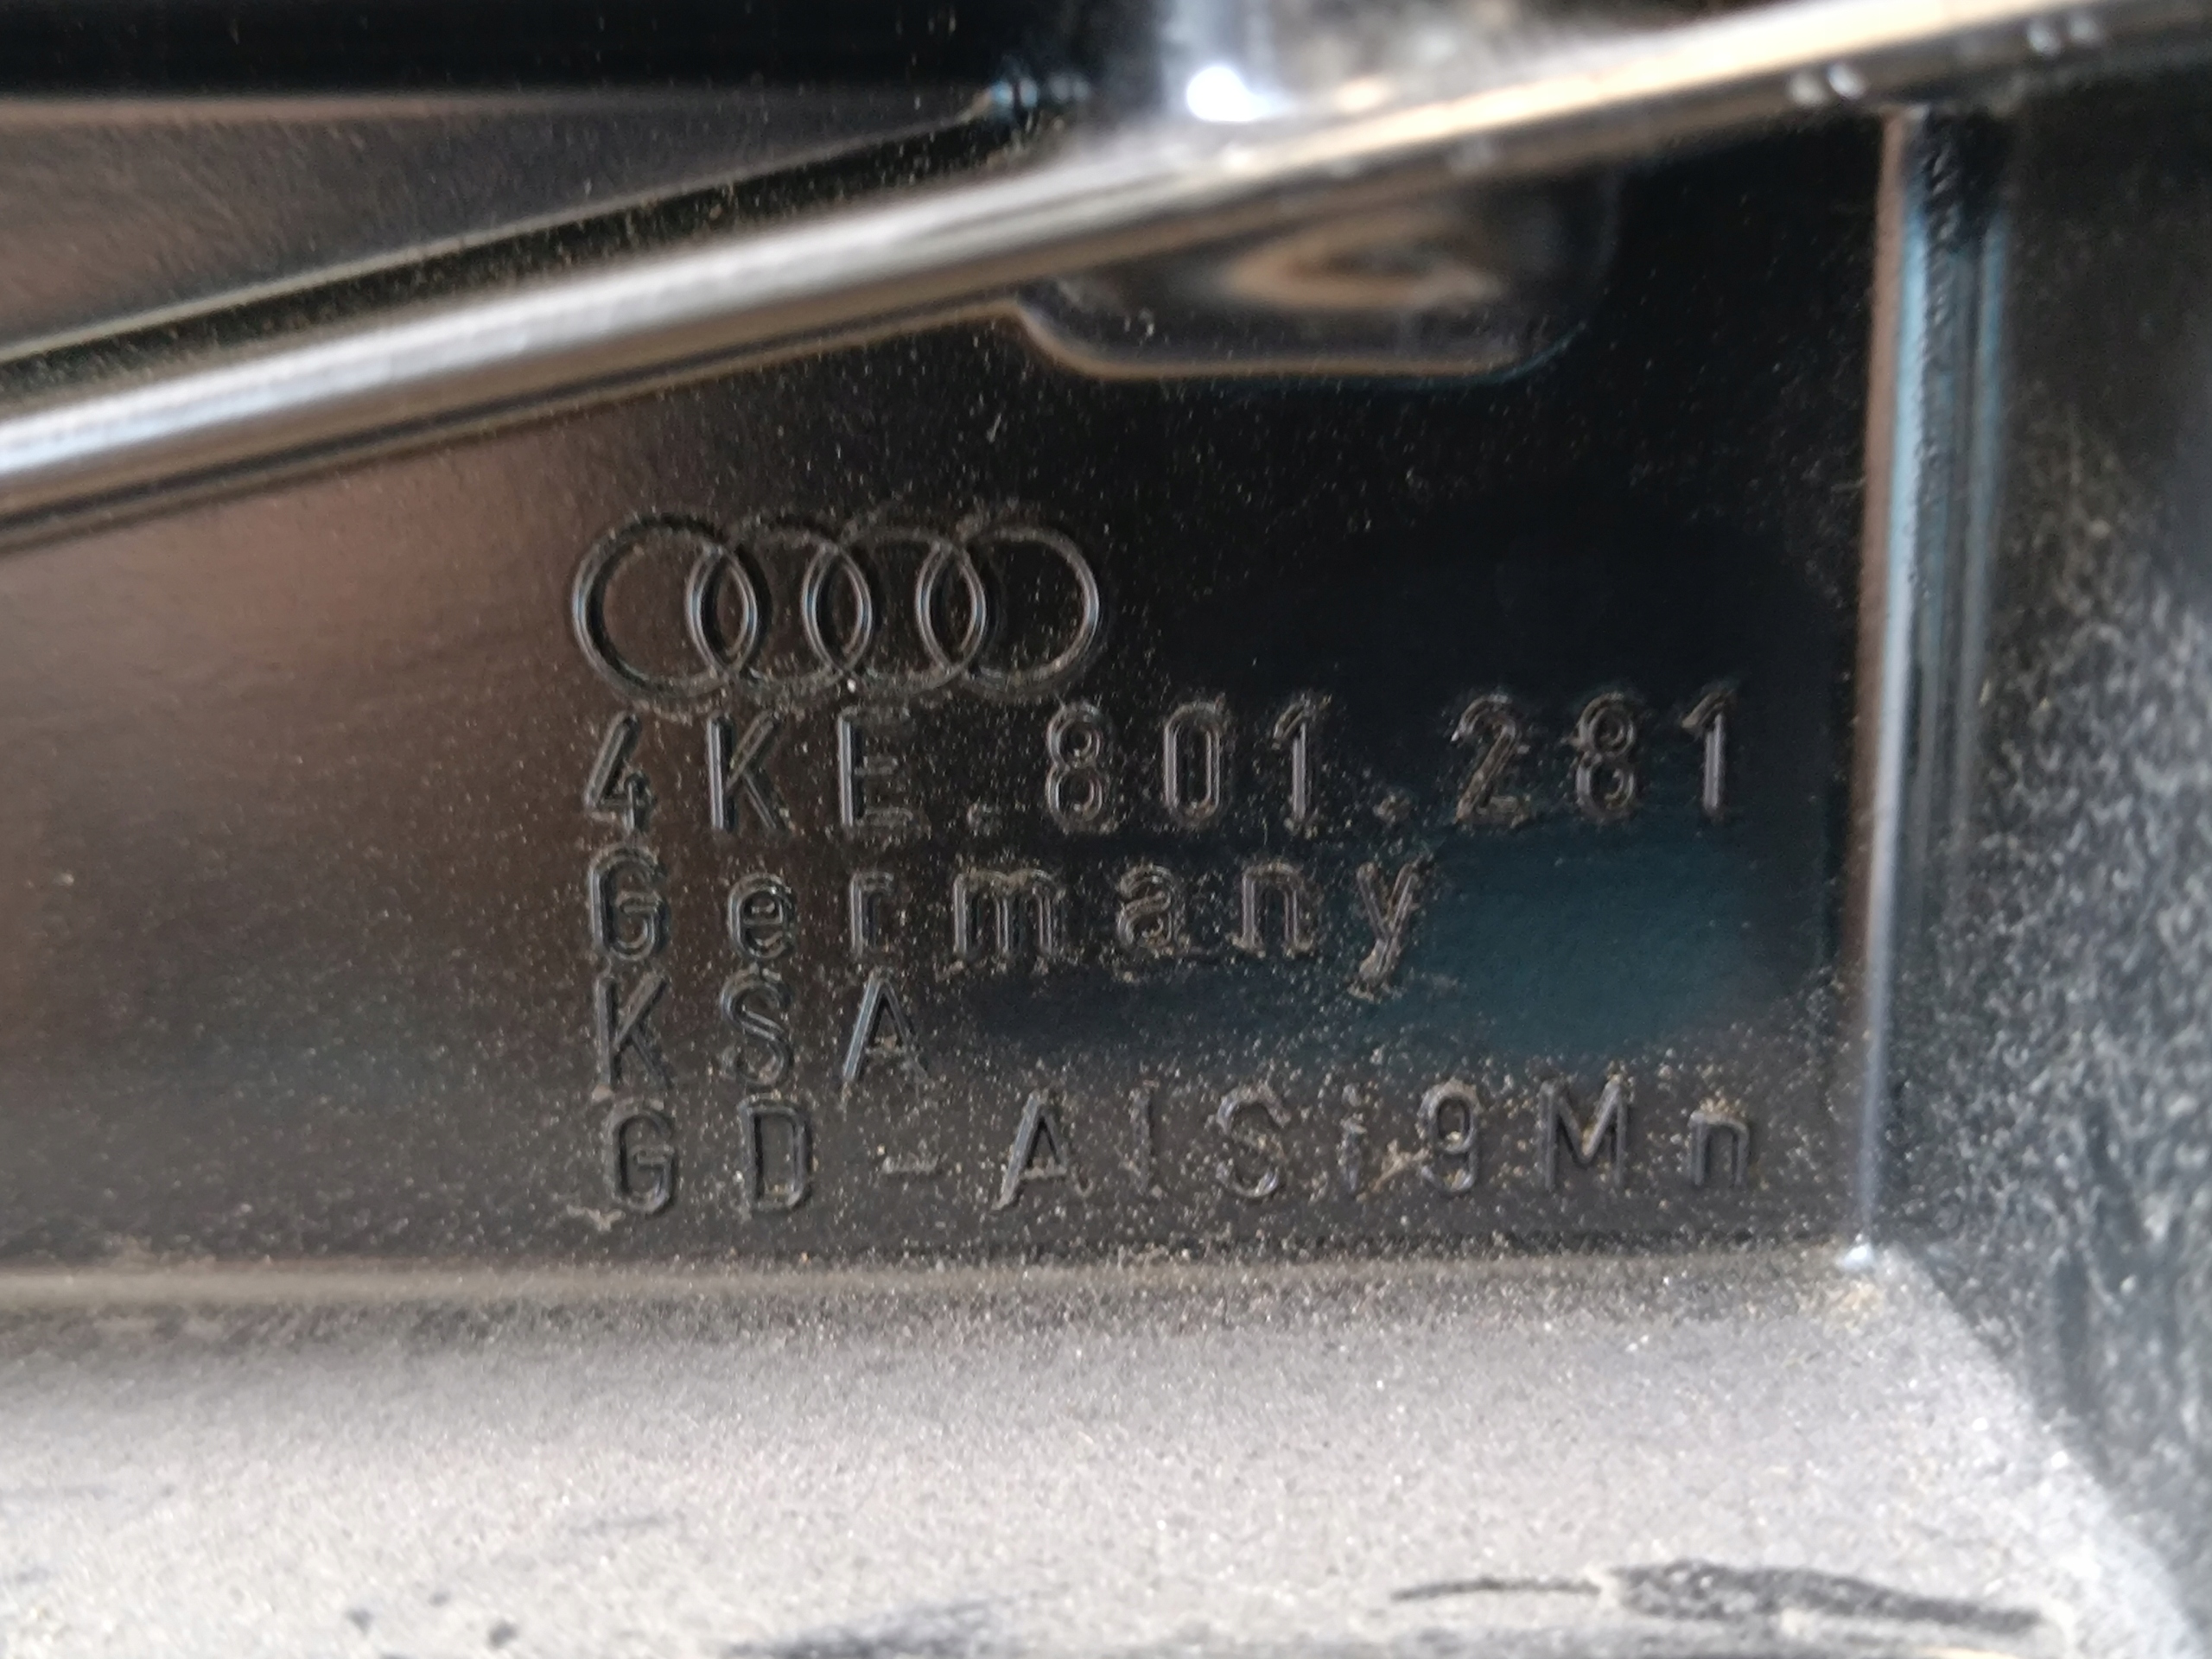 4KE.801.281
Germany
KSA
GD-AlSi9Mn